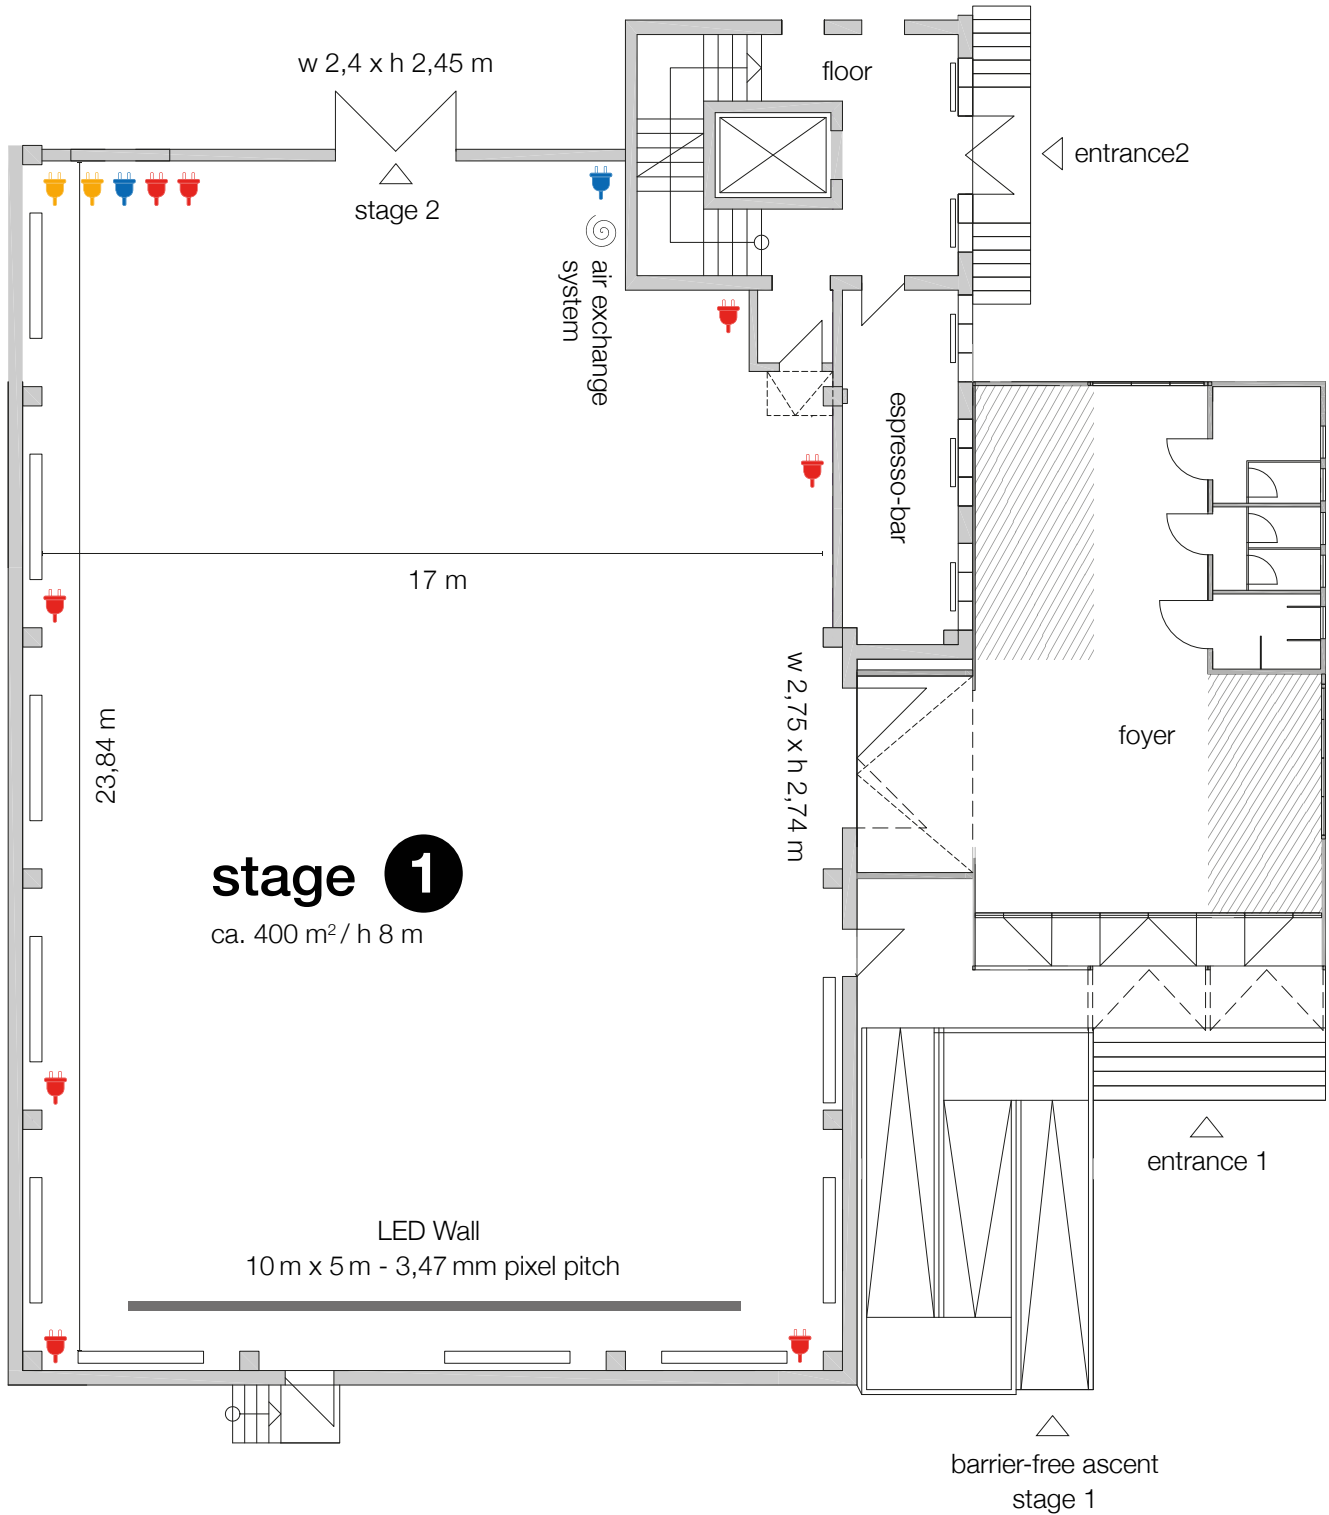 w 2,4 x h 2,45 m
floor
entrance2
stage 2
air exchange
system
espresso-bar
17 m
w 2,75 x h 2,74 m
23,84 m
foyer
stage 1
ca. 400 m² / h 8 m
entrance 1
LED Wall
10 m x 5 m - 3,47 mm pixel pitch
barrier-free ascent
stage 1